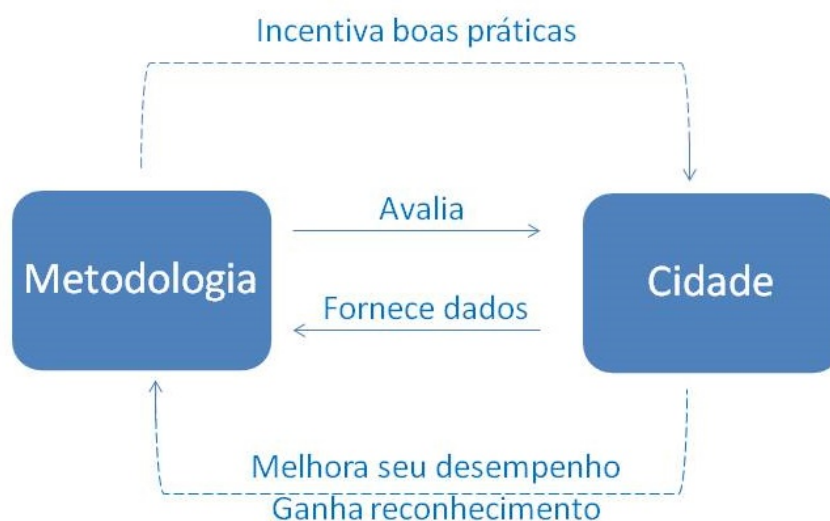 Incentiva boas práticas
Avalia
Metodologia
Cidade
Fornece dados
Melhora seu desempenho
Ganha reconhecimento